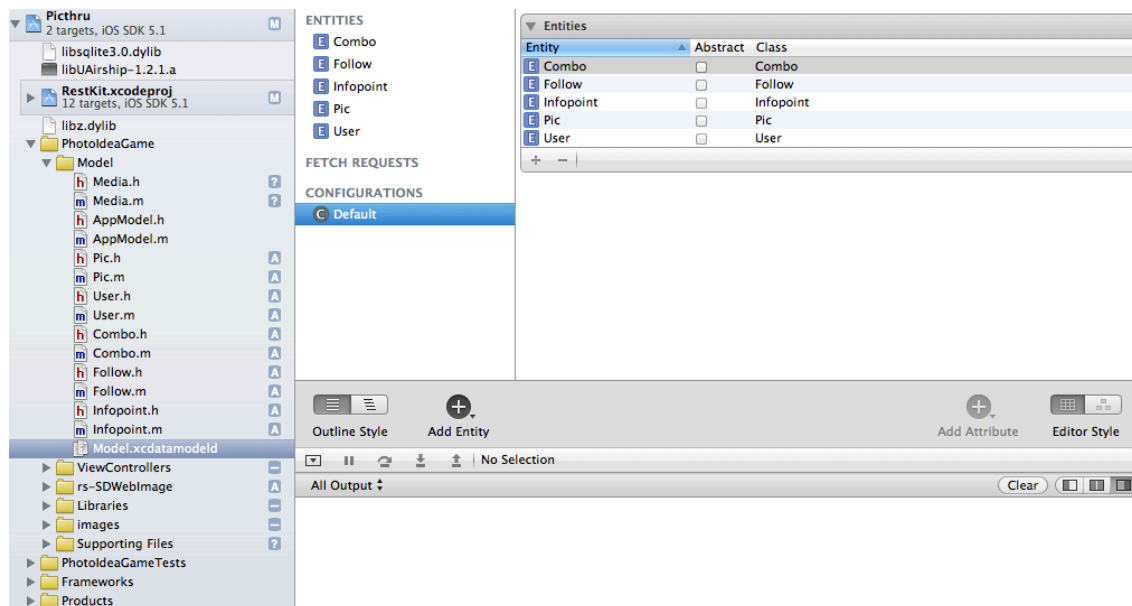 Picthru
2 targets, iOS SDK 5.1
M
libsqlite3.0.dylib
libUAirship-1.2.1.a
RestKit.xcodeproj
12 targets, iOS SDK 5.1
M
libz.dylib
PhotoIdeaGame
Model
h Media.h ?
m Media.m ?
h AppModel.h
m AppModel.m
h Pic.h A
m Pic.m A
h User.h A
m User.m A
h Combo.h A
m Combo.m A
h Follow.h A
m Follow.m A
h Infopoint.h A
m Infopoint.m A
Model.xcdatamodeld
ViewControllers
rs-SDWebImage A
Libraries
images
Supporting Files ?
PhotoIdeaGameTests
Frameworks
Products
ENTITIES
E Combo
E Follow
E Infopoint
E Pic
E User
FETCH REQUESTS
CONFIGURATIONS
C Default
Entities
Entity Abstract Class
E Combo Combo
E Follow Follow
E Infopoint Infopoint
E Pic Pic
E User User
Outline Style Add Entity Add Attribute Editor Style
No Selection
All Output Clear